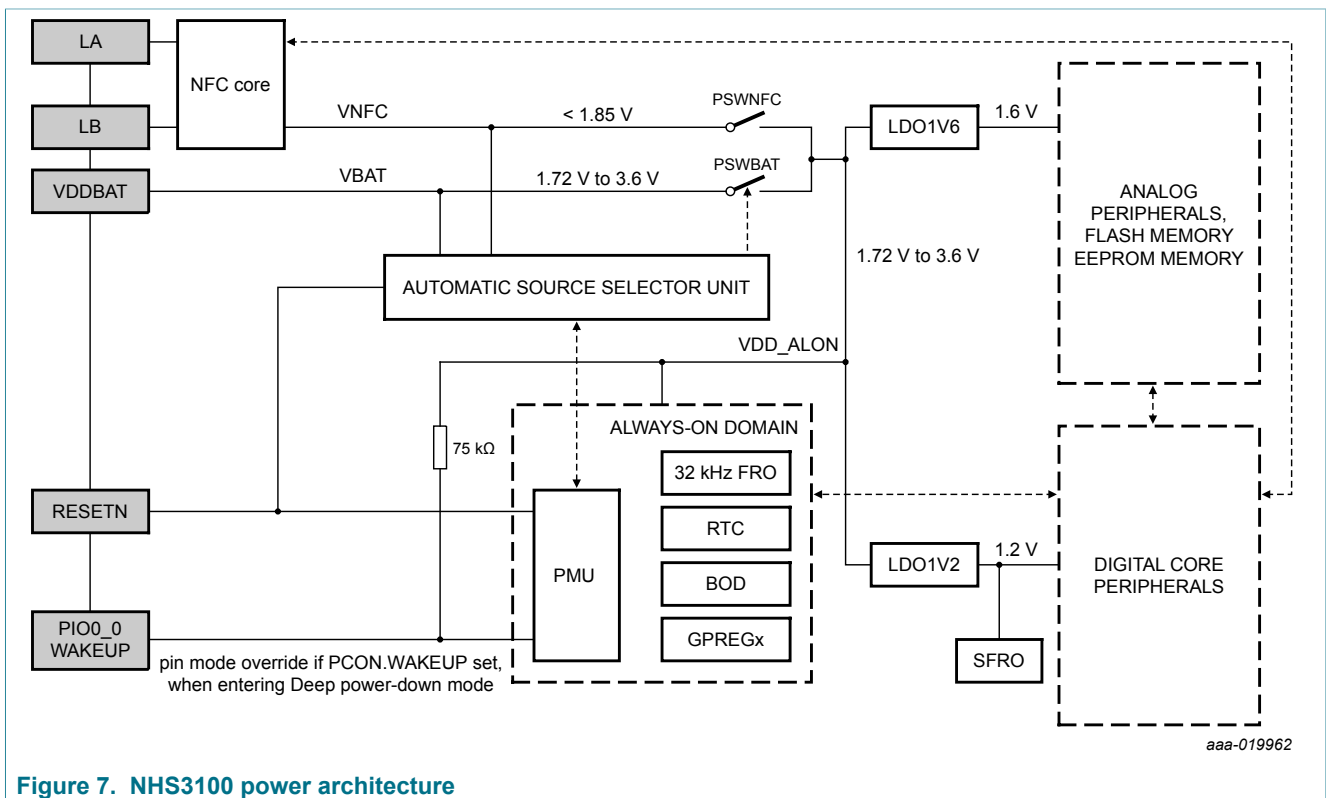 LA
NFC core
LB
VNFC
< 1.85 V
PSWNFC
LDO1V6
1.6 V
VDDBAT
VBAT
1.72 V to 3.6 V
PSWBAT
ANALOG
PERIPHERALS,
FLASH MEMORY
EEPROM MEMORY
1.72 V to 3.6 V
AUTOMATIC SOURCE SELECTOR UNIT
VDD_ALON
75 kΩ
ALWAYS-ON DOMAIN
32 kHz FRO
RTC
BOD
GPREGx
PMU
RESETN
PIO0_0
WAKEUP
pin mode override if PCON.WAKEUP set,
when entering Deep power-down mode
LDO1V2
1.2 V
SFRO
DIGITAL CORE
PERIPHERALS
aaa-019962
Figure 7. NHS3100 power architecture